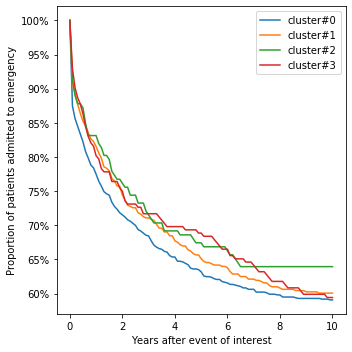 cluster#0
cluster#1
cluster#2
cluster#3
Proportion of patients admitted to emergency
100%
95%
90%
85%
80%
75%
70%
65%
60%
0 2 4 6 8 10
Years after event of interest